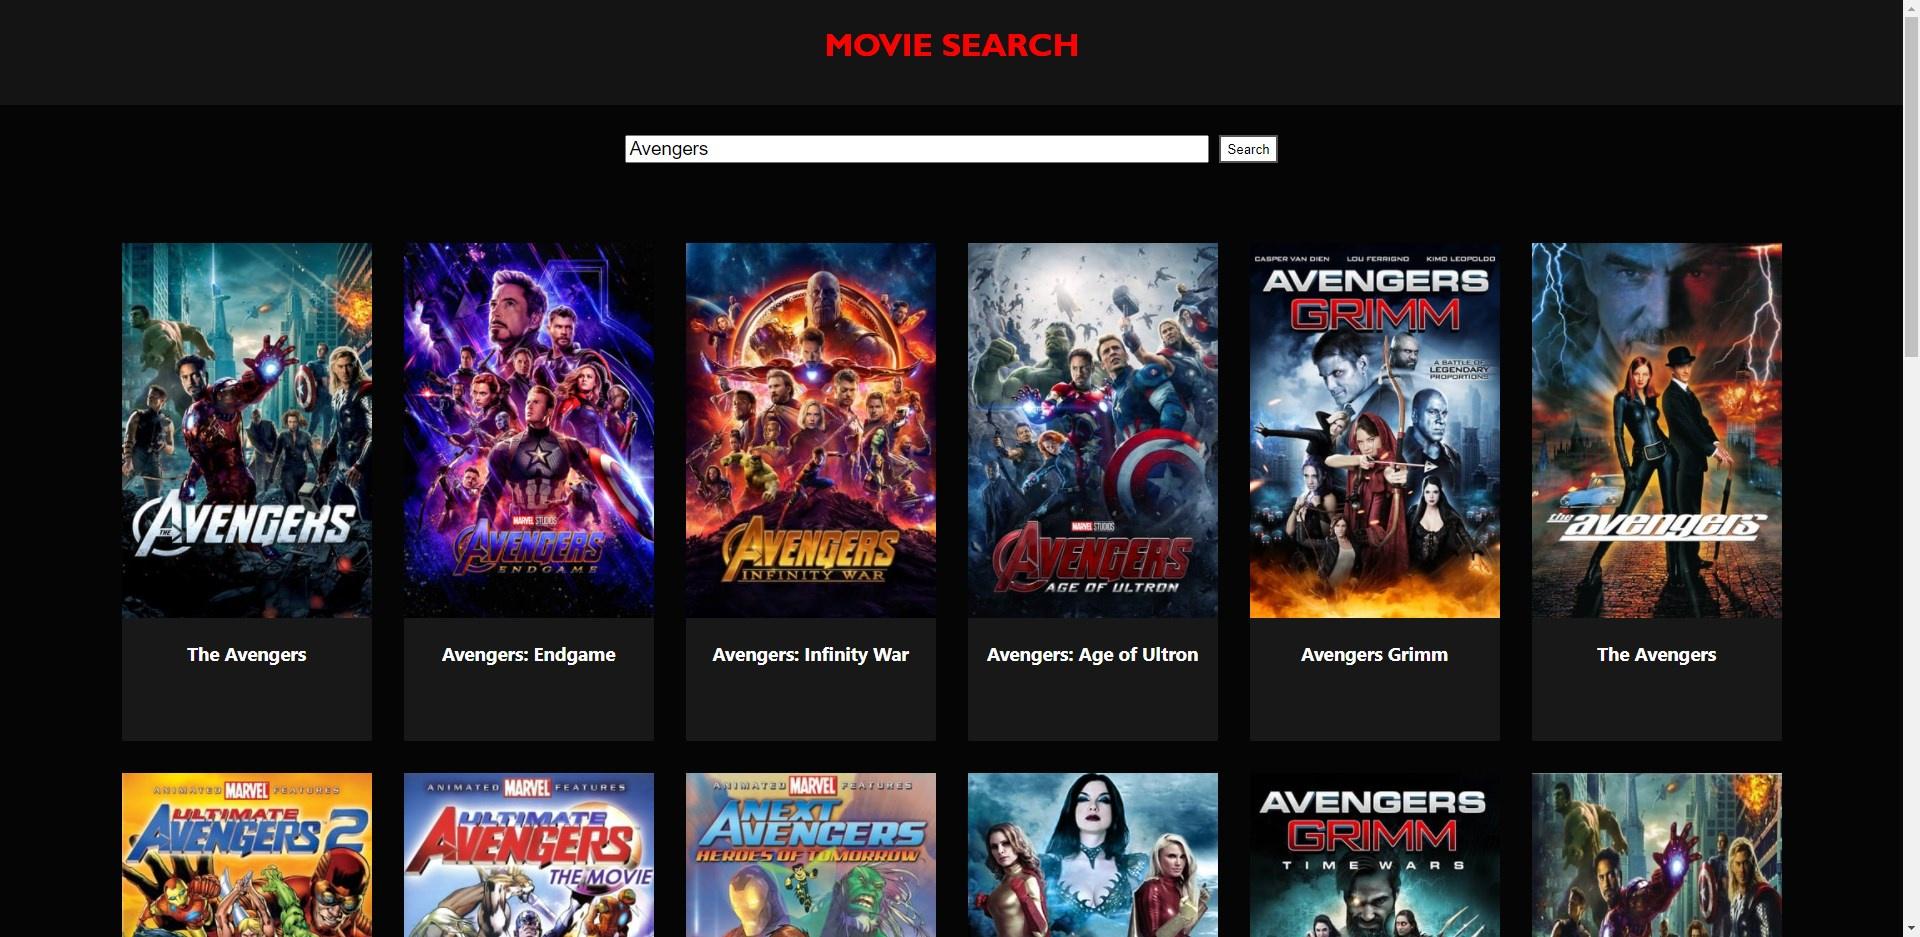 MOVIE SEARCH
Avengers
Search
THE AVENGERS
MARVEL STUDIOS
AVENGERS
ENDGAME
AVENGERS
INFINITY WAR
MARVEL STUDIOS
AVENGERS
AGE OF ULTRON
CASPER VAN DIEN LOU FERRIGNO KIMO LEOPOLDO
AVENGERS
GRIMM
A BATTLE OF
LEGENDARY
PROPORTIONS
the avengers
The Avengers
Avengers: Endgame
Avengers: Infinity War
Avengers: Age of Ultron
Avengers Grimm
The Avengers
ANIMATED MARVEL FEATURES
ULTIMATE
AVENGERS 2
ANIMATED MARVEL FEATURES
ULTIMATE
AVENGERS
THE MOVIE
ANIMATED MARVEL FEATURES
NEXT
AVENGERS
HEROES OF TOMORROW
AVENGERS
GRIMM
TIME WARS